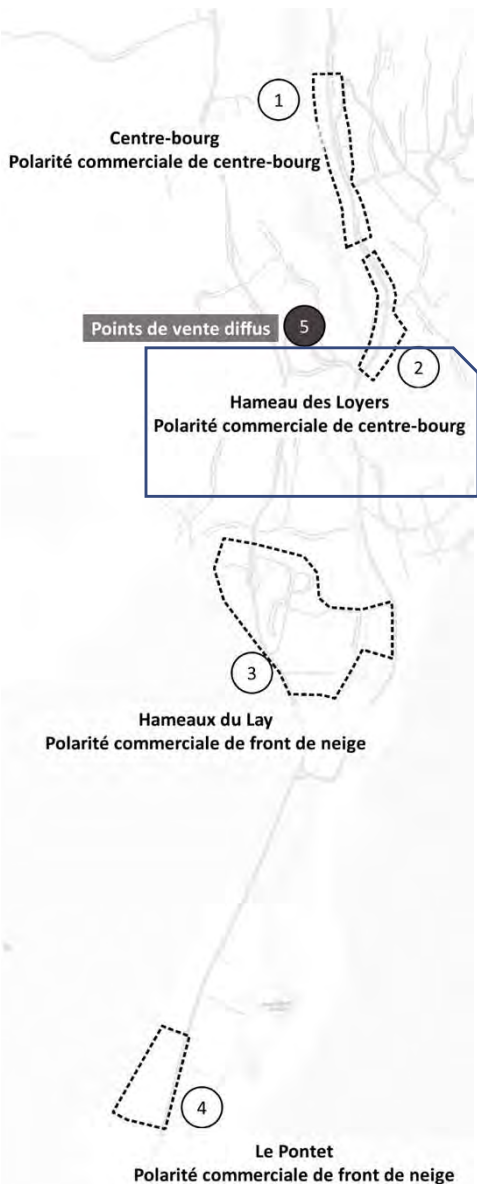 1
Centre-bourg
Polarité commerciale de centre-bourg
Points de vente diffus
5
2
Hameau des Loyers
Polarité commerciale de centre-bourg
3
Hameaux du Lay
Polarité commerciale de front de neige
4
Le Pontet
Polarité commerciale de front de neige